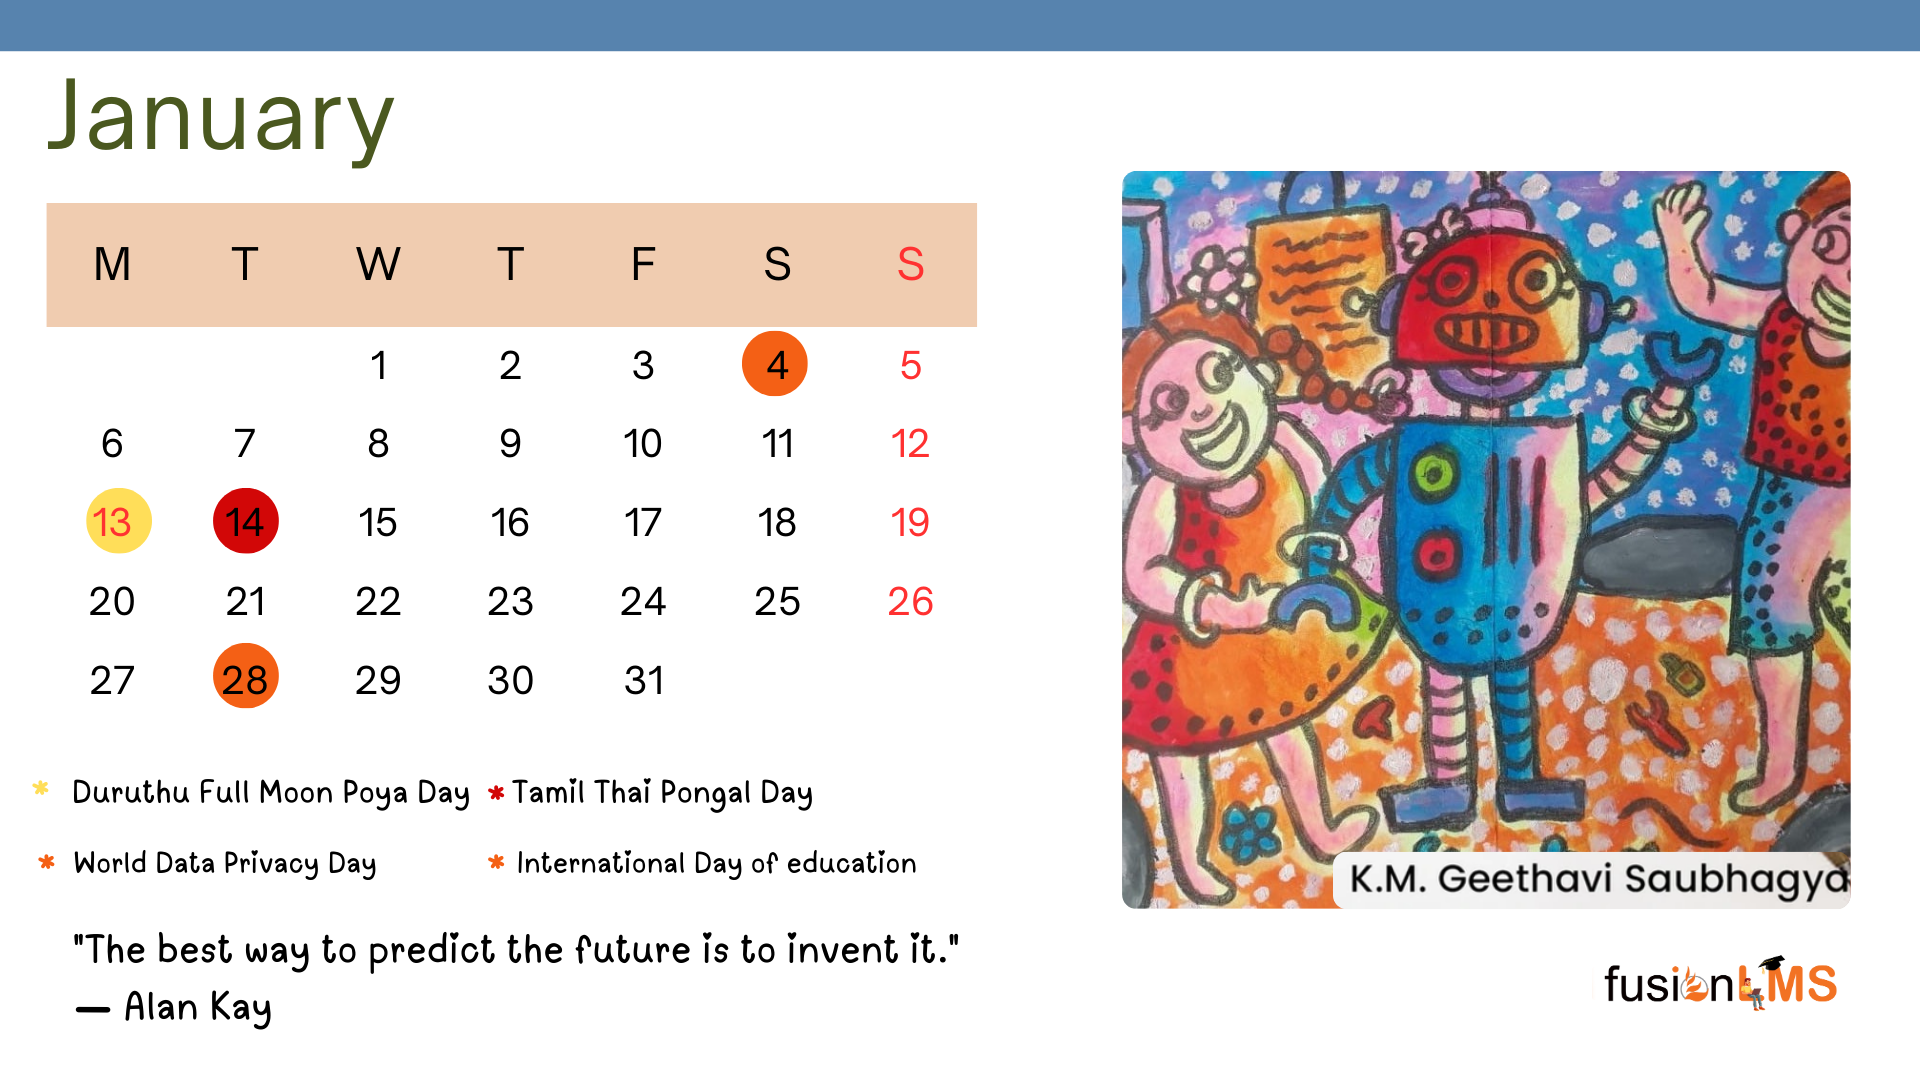 January
M T W T F S S
1 2 3 4 5
6 7 8 9 10 11 12
13 14 15 16 17 18 19
20 21 22 23 24 25 26
27 28 29 30 31
* Duruthu Full Moon Poya Day * Tamil Thai Pongal Day
* World Data Privacy Day * International Day of education
"The best way to predict the future is to invent it."
— Alan Kay
K.M. Geethavi Saubhagya
fusionLMS